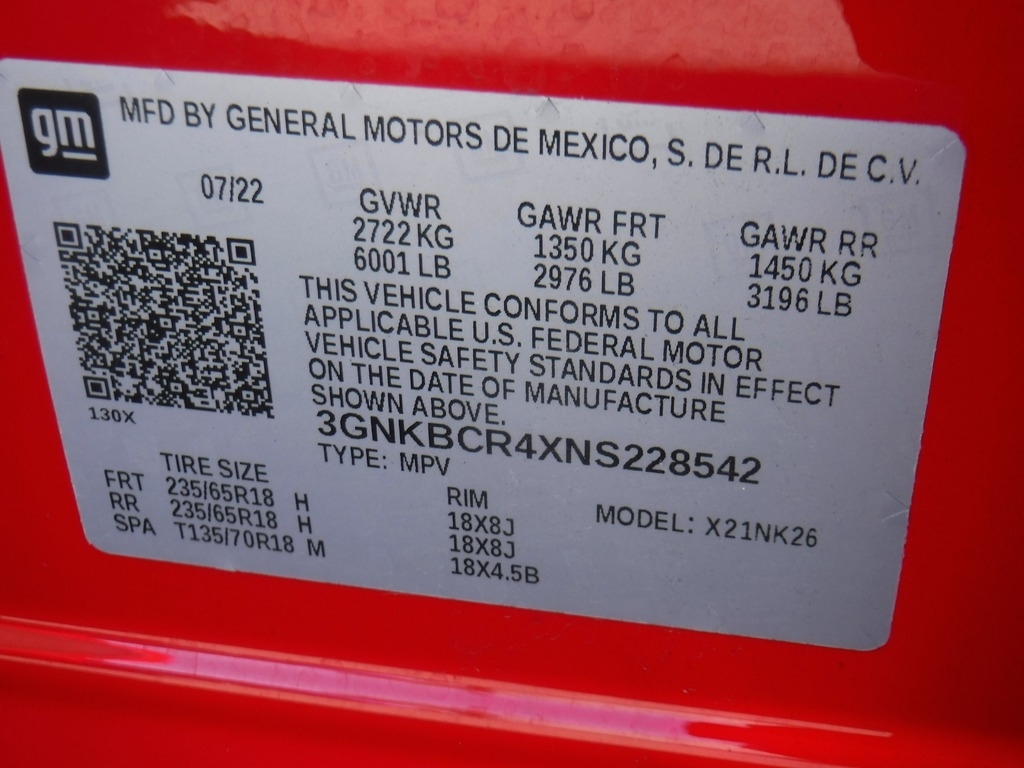 gm
MFD BY GENERAL MOTORS DE MEXICO, S. DE R.L. DE C.V.
07/22 GVWR GAWR FRT GAWR RR
2722 KG 1350 KG 1450 KG
6001 LB 2976 LB 3196 LB
THIS VEHICLE CONFORMS TO ALL
APPLICABLE U.S. FEDERAL MOTOR
VEHICLE SAFETY STANDARDS IN EFFECT
ON THE DATE OF MANUFACTURE
SHOWN ABOVE.
130X
3GNKBCR4XNS228542
TYPE: MPV
TIRE SIZE RIM MODEL: X21NK26
FRT 235/65R18 H 18X8J
RR 235/65R18 H 18X8J
SPA T135/70R18 M 18X4.5B